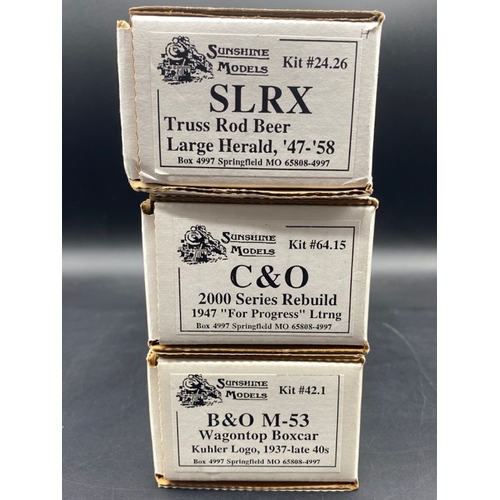 SUNSHINE
MODELS
Kit #24.26
SLRX
Truss Rod Beer
Large Herald, '47-'58
Box 4997 Springfield MO 65808-4997
SUNSHINE
MODELS
Kit #64.15
C&O
2000 Series Rebuild
1947 "For Progress" Ltrng
Box 4997 Springfield MO 65808-4997
SUNSHINE
MODELS
Kit #42.1
B&O M-53
Wagontop Boxcar
Kuhler Logo, 1937-late 40s
Box 4997 Springfield MO 65808-4997